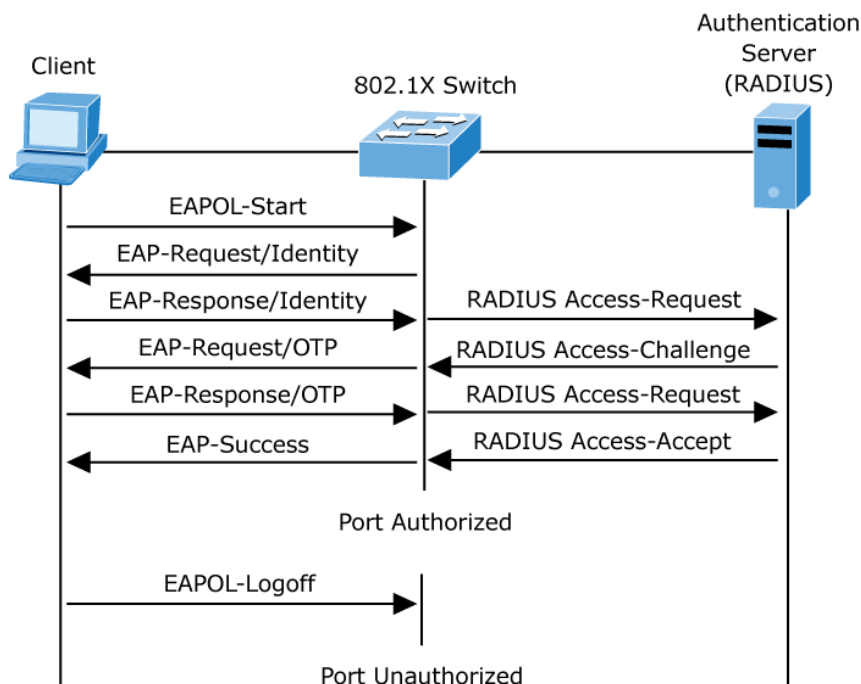 Authentication
Server
(RADIUS)
Client
802.1X Switch
EAPOL-Start
EAP-Request/Identity
EAP-Response/Identity
RADIUS Access-Request
EAP-Request/OTP
RADIUS Access-Challenge
EAP-Response/OTP
RADIUS Access-Request
EAP-Success
RADIUS Access-Accept
Port Authorized
EAPOL-Logoff
Port Unauthorized